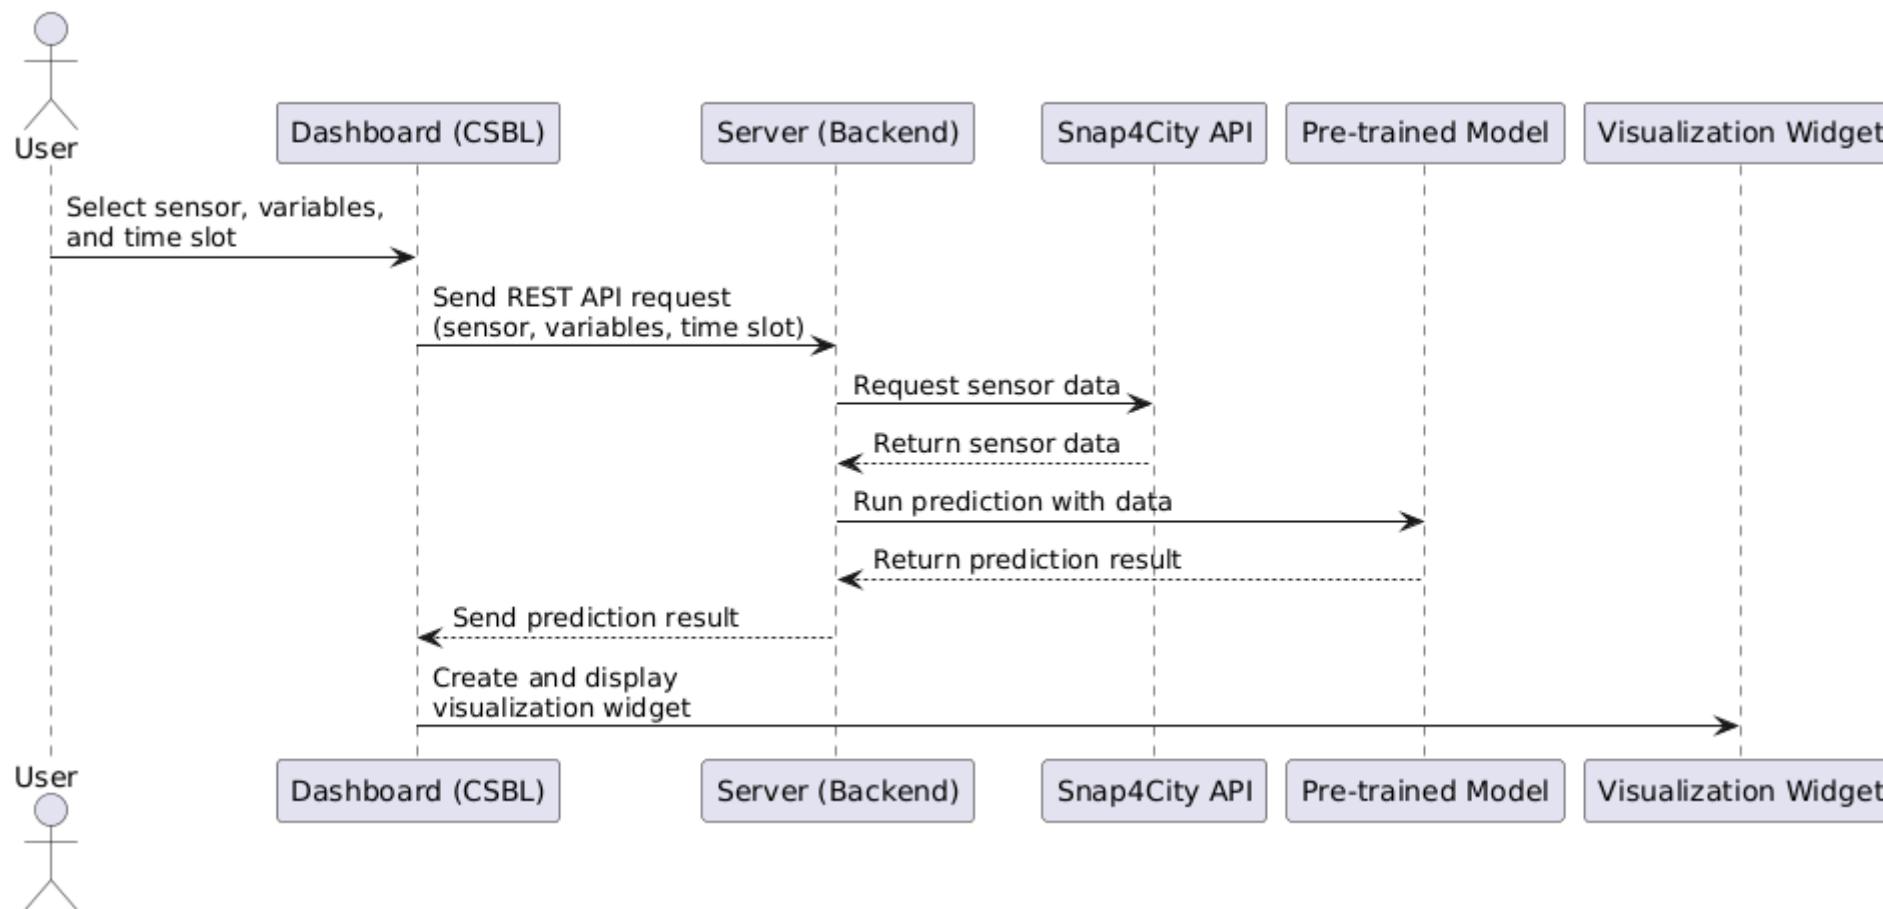 User
Dashboard (CSBL)
Server (Backend)
Snap4City API
Pre-trained Model
Visualization Widget
Select sensor, variables,
and time slot
Send REST API request
(sensor, variables, time slot)
Request sensor data
Return sensor data
Run prediction with data
Return prediction result
Send prediction result
Create and display
visualization widget
User
Dashboard (CSBL)
Server (Backend)
Snap4City API
Pre-trained Model
Visualization Widget